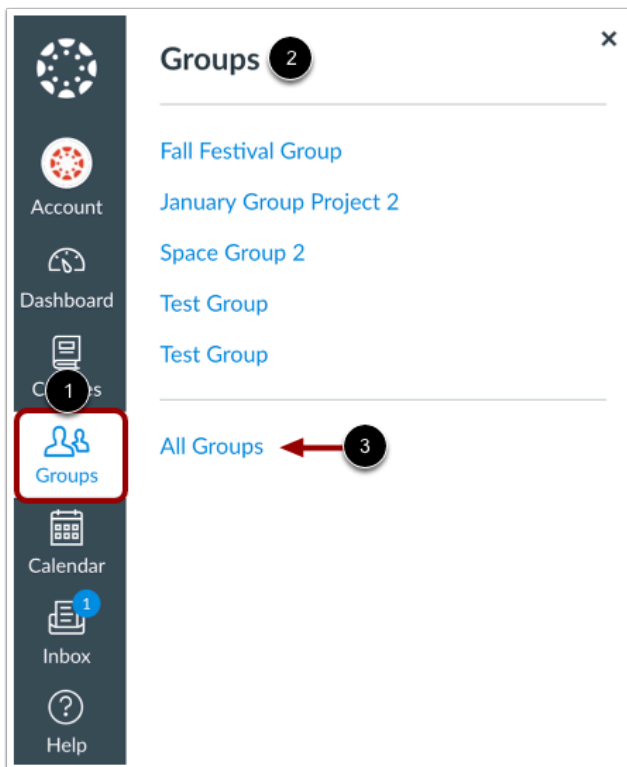 Account
Dashboard
1
Groups
Calendar
1
Inbox
Help
Groups 2
×
Fall Festival Group
January Group Project 2
Space Group 2
Test Group
Test Group
All Groups 3